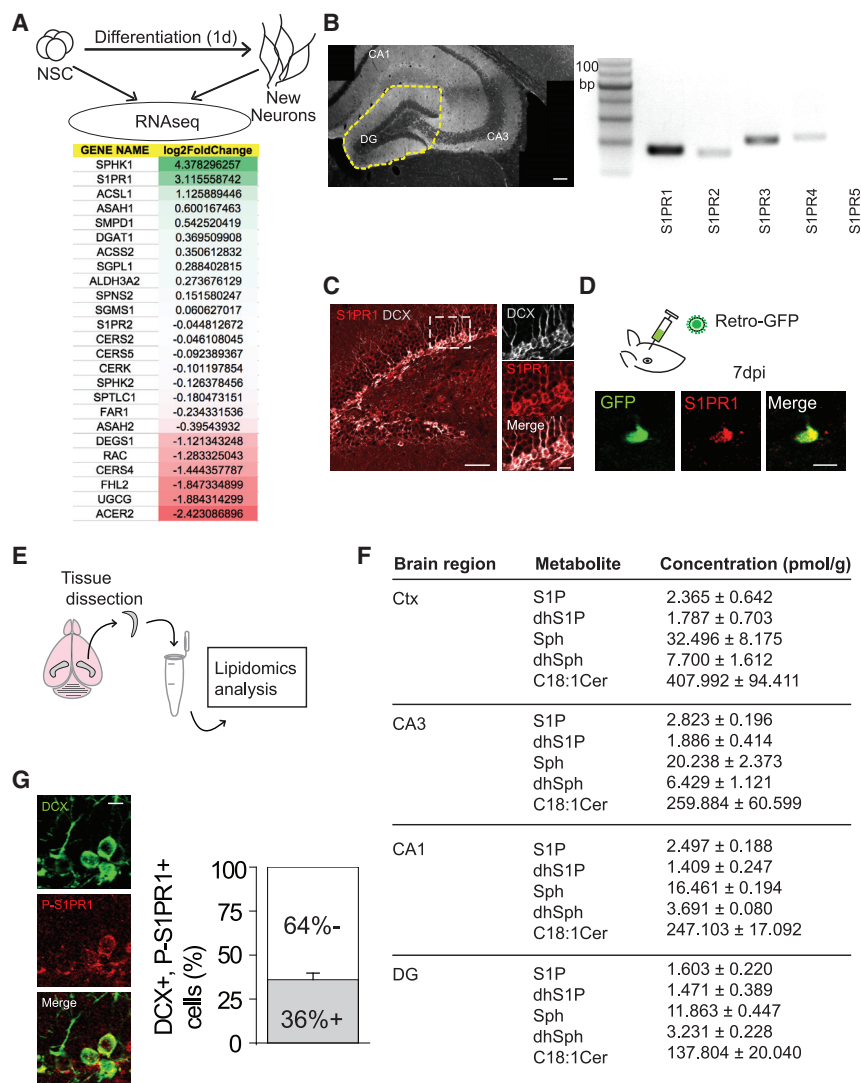 A
Differentiation (1d)
NSC
New
Neurons
RNAseq
GENE NAME log2FoldChange
SPHK1 4.378296257
S1PR1 3.115558742
ACSL1 1.125889446
ASAH1 0.600167463
SMPD1 0.542520419
DGAT1 0.369509908
ACSS2 0.350612832
SGPL1 0.288402815
ALDH3A2 0.273676129
SPNS2 0.151580247
SGMS1 0.060627017
S1PR2 -0.044812672
CERS2 -0.046108045
CERS5 -0.092389367
CERK -0.101197854
SPHK2 -0.126378456
SPTLC1 -0.180473151
FAR1 -0.234331536
ASAH2 -0.39543932
DEGS1 -1.121343248
RAC -1.283325043
CERS4 -1.444357787
FHL2 -1.847334899
UGCG -1.884314299
ACER2 -2.423086896
B
CA1
DG
CA3
100
bp
S1PR1
S1PR2
S1PR3
S1PR4
S1PR5
C
S1PR1 DCX
DCX
S1PR1
Merge
D
Retro-GFP
7dpi
GFP
S1PR1
Merge
E
Tissue
dissection
Lipidomics
analysis
F
Brain region Metabolite Concentration (pmol/g)
Ctx S1P 2.365 ± 0.642
dhS1P 1.787 ± 0.703
Sph 32.496 ± 8.175
dhSph 7.700 ± 1.612
C18:1Cer 407.992 ± 94.411
CA3 S1P 2.823 ± 0.196
dhS1P 1.886 ± 0.414
Sph 20.238 ± 2.373
dhSph 6.429 ± 1.121
C18:1Cer 259.884 ± 60.599
CA1 S1P 2.497 ± 0.188
dhS1P 1.409 ± 0.247
Sph 16.461 ± 0.194
dhSph 3.691 ± 0.080
C18:1Cer 247.103 ± 17.092
DG S1P 1.603 ± 0.220
dhS1P 1.471 ± 0.389
Sph 11.863 ± 0.447
dhSph 3.231 ± 0.228
C18:1Cer 137.804 ± 20.040
G
DCX
P-S1PR1
Merge
DCX+, P-S1PR1+
cells (%)
100
75
50
25
0
64%-
36%+